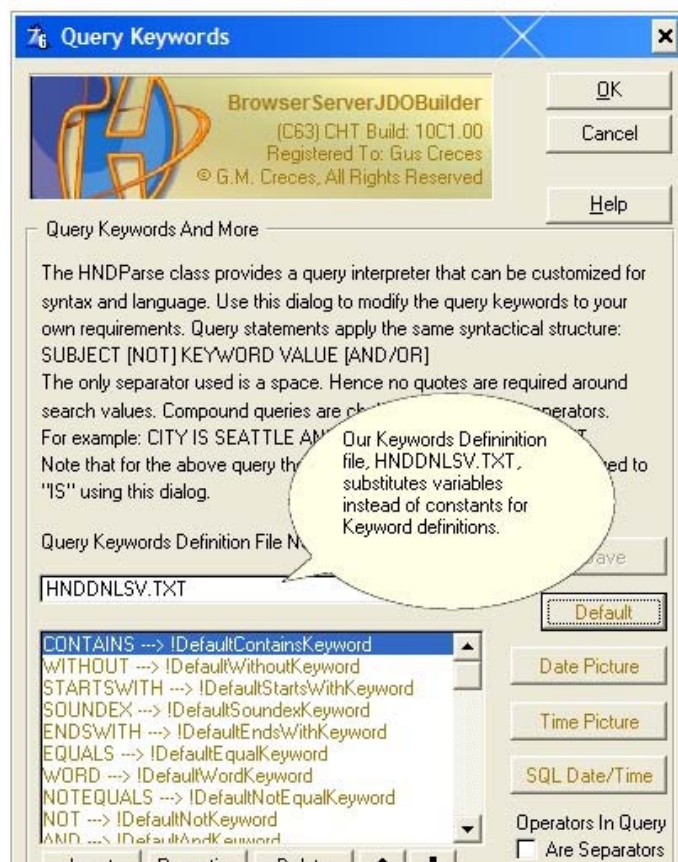 Query Keywords
BrowserServerJDOBuilder
(C63) CHT Build: 10C1.00
Registered To: Gus Creces
© G.M. Creces, All Rights Reserved
OK
Cancel
Help
Query Keywords And More
The HNDParse class provides a query interpreter that can be customized for
syntax and language. Use this dialog to modify the query keywords to your
own requirements. Query statements apply the same syntactical structure:
SUBJECT [NOT] KEYWORD VALUE [AND/OR]
The only separator used is a space. Hence no quotes are required around
search values. Compound queries are
For example: CITY IS SEATTLE
Note that for the above query
"IS" using this dialog.
Our Keywords Defininition
file, HNDDNLSV.TXT,
substitutes variables
instead of constants for
Keyword definitions.
Query Keywords Definition File
HNDDNLSV.TXT
Default
CONTAINS ---> !DefaultContainsKeyword
WITHOUT ---> !DefaultWithoutKeyword
STARTSWITH ---> !DefaultStartsWithKeyword
SOUNDEX ---> !DefaultSoundexKeyword
ENDSWITH ---> !DefaultEndsWithKeyword
EQUALS ---> !DefaultEqualKeyword
WORD ---> !DefaultWordKeyword
NOTEQUALS ---> !DefaultNotEqualKeyword
NOT ---> !DefaultNotKeyword
AND ---> !DefaultAndKeyword
Date Picture
Time Picture
SQL Date/Time
Operators In Query
Are Separators